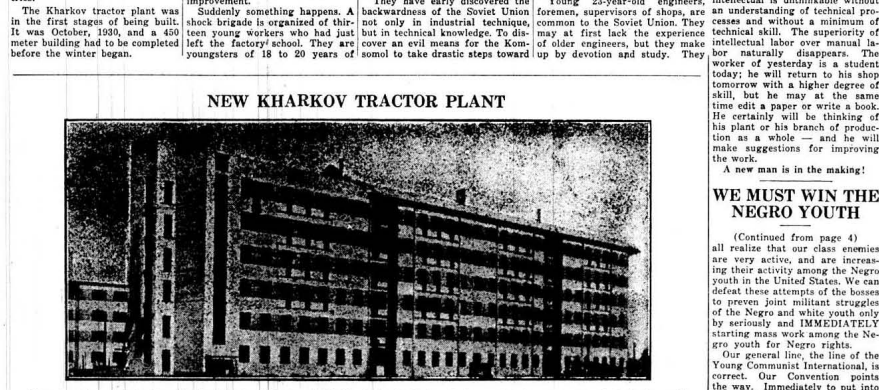 The Kharkov tractor plant was
in the first stages of being built.
It was October, 1930, and a 450
meter building had to be completed
before the winter began.
improvement.
Suddenly something happens. A
shock brigade is organized of thir-
teen young workers who had just
left the factory school. They are
youngsters of 18 to 20 years of
They have early discovered the
backwardness of the Soviet Union
not only in industrial technique,
but in technical knowledge. To dis-
cover an evil means for the Kom-
somol to take drastic steps toward
Young 23-year-old engineers,
foremen, supervisors of shops, are
common to the Soviet Union. They
may at first lack the experience
of older engineers, but they make
up by devotion and study. They
intellectual is unthinkable without
an understanding of technical pro-
cesses and without a minimum of
technical skill. The superiority of
intellectual labor over manual la-
bor naturally disappears. The
worker of yesterday is a student
today; he will return to his shop
tomorrow with a higher degree of
skill, but he may at the same
time edit a paper or write a book.
He certainly will be thinking of
his plant or his branch of produc-
tion as a whole — and he will
make suggestions for improving
the work.
A new man is in the making!
NEW KHARKOV TRACTOR PLANT
WE MUST WIN THE
NEGRO YOUTH
(Continued from page 4)
all realize that our class enemies
are very active, and are increas-
ing their activity among the Negro
youth in the United States. We can
defeat these attempts of the bosses
to preven joint militant struggles
of the Negro and white youth only
by seriously and IMMEDIATELY
starting mass work among the Ne-
gro youth for Negro rights.
Our general line, the line of the
Young Communist International, is
correct. Our Convention points
the way. Immediately to put into